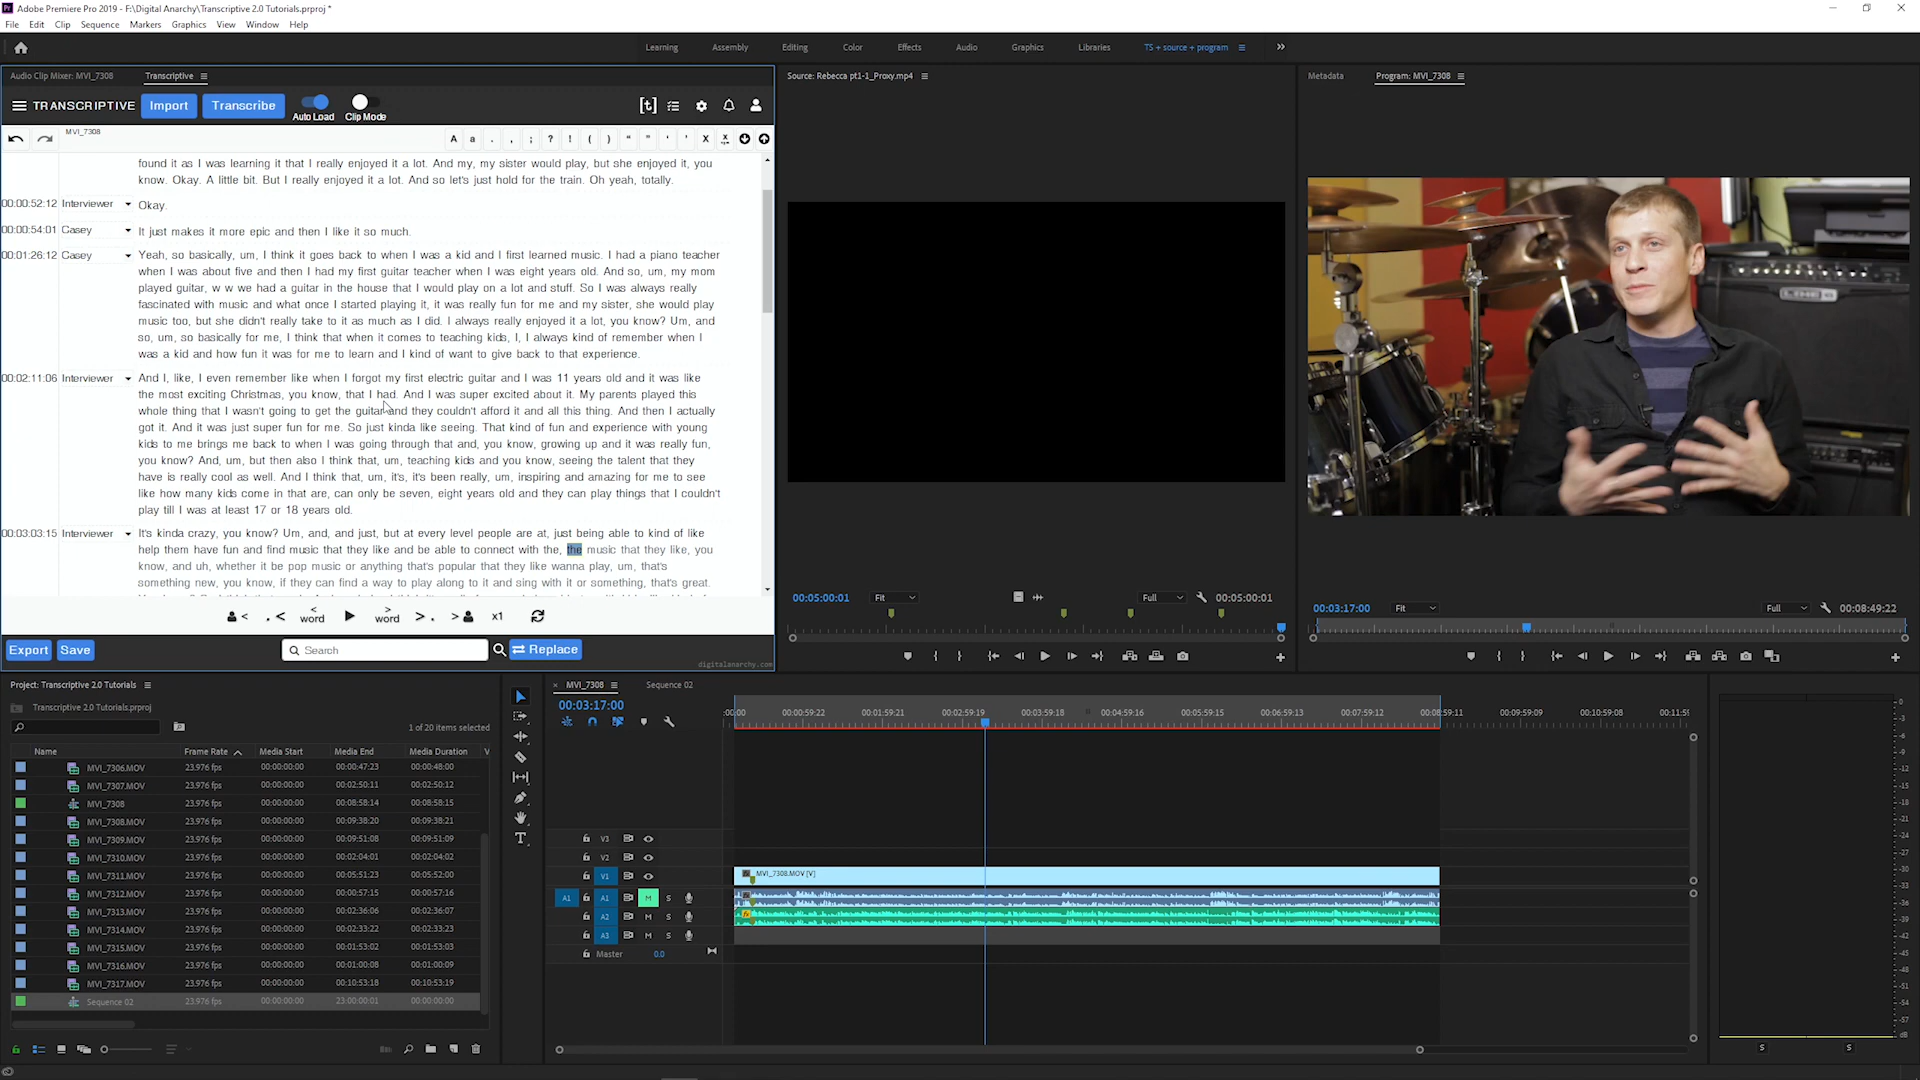 Adobe Premiere Pro 2019 - F:\Digital Anarchy\Transcriptive 2.0 Tutorials.prproj *
File Edit Clip Sequence Markers Graphics View Window Help
Learning Assembly Editing Color Effects Audio Graphics Libraries TS + source + program
Audio Clip Mixer: MVI_7308 Transcriptive
TRANSCRIPTIVE Import Transcribe Auto Load Clip Mode
MVI_7308
found it as I was learning it that I really enjoyed it a lot. And my, my sister would play, but she enjoyed it, you
know. Okay. A little bit. But I really enjoyed it a lot. And so let's just hold for the train. Oh yeah, totally.
00:00:52:12 Interviewer Okay.
00:00:54:01 Casey It just makes it more epic and then I like it so much.
00:01:26:12 Casey Yeah, so basically, um, I think it goes back to when I was a kid and I first learned music. I had a piano teacher
when I was about five and then I had my first guitar teacher when I was eight years old. And so, um, my mom
played guitar, w w we had a guitar in the house that I would play on a lot and stuff. So I was always really
fascinated with music and what once I started playing it, it was really fun for me and my sister, she would play
music too, but she didn't really take to it as much as I did. I always really enjoyed it a lot, you know? Um, and
so, um, so basically for me, I think that when it comes to teaching kids, I, I always kind of remember when I
was a kid and how fun it was for me to learn and I kind of want to give back to that experience.
00:02:11:06 Interviewer And I, like, I even remember like when I forgot my first electric guitar and I was 11 years old and it was like
the most exciting Christmas, you know, that I had. And I was super excited about it. My parents played this
whole thing that I wasn't going to get the guitar and they couldn't afford it and all this thing. And then I actually
got it. And it was just super fun for me. So just kinda like seeing. That kind of fun and experience with young
kids to me brings me back to when I was going through that and, you know, growing up and it was really fun,
you know? And, um, but then also I think that, um, teaching kids and you know, seeing the talent that they
have is really cool as well. And I think that, um, it's, it's been really, um, inspiring and amazing for me to see
like how many kids come in that are, can only be seven, eight years old and they can play things that I couldn't
play till I was at least 17 or 18 years old.
00:03:03:15 Interviewer It's kinda crazy, you know? Um, and, and just, but at every level people are at, just being able to kind of like
help them have fun and find music that they like and be able to connect with the, the music that they like, you
know, and uh, whether it be pop music or anything that's popular that they like wanna play, um, that's
something new, you know, if they can find a way to play along to it and sing with it or something, that's great.
< . < < word > word > . > x1
Export Save Search Replace
digitalanarchy.com
Source: Rebecca pt1-1_Proxy.mp4
00:05:00:01 Fit Full 00:05:00:01
Metadata Program: MVI_7308
LINE 6
00:03:17:00 Fit Full 00:08:49:22
Project: Transcriptive 2.0 Tutorials
Transcriptive 2.0 Tutorials.prproj
1 of 20 items selected
Name Frame Rate Media Start Media End Media Duration V
MVI_7306.MOV 23.976 fps 00:00:00:00 00:00:47:23 00:00:48:00
MVI_7307.MOV 23.976 fps 00:00:00:00 00:02:50:11 00:02:50:12
MVI_7308 23.976 fps 00:00:00:00 00:08:58:14 00:08:58:15
MVI_7308.MOV 23.976 fps 00:00:00:00 00:09:38:20 00:09:38:21
MVI_7309.MOV 23.976 fps 00:00:00:00 00:09:51:08 00:09:51:09
MVI_7310.MOV 23.976 fps 00:00:00:00 00:02:04:01 00:02:04:02
MVI_7311.MOV 23.976 fps 00:00:00:00 00:05:51:23 00:05:52:00
MVI_7312.MOV 23.976 fps 00:00:00:00 00:00:57:15 00:00:57:16
MVI_7313.MOV 23.976 fps 00:00:00:00 00:02:36:06 00:02:36:07
MVI_7314.MOV 23.976 fps 00:00:00:00 00:02:33:22 00:02:33:23
MVI_7315.MOV 23.976 fps 00:00:00:00 00:01:53:02 00:01:53:03
MVI_7316.MOV 23.976 fps 00:00:00:00 00:01:00:08 00:01:00:09
MVI_7317.MOV 23.976 fps 00:00:00:00 00:10:53:18 00:10:53:19
Sequence 02 23.976 fps 00:00:00:00 23:00:00:01 00:00:00:00
MVI_7308 Sequence 02
00:03:17:00
:00:00 00:00:59:22 00:01:59:21 00:02:59:19 00:03:59:18 00:04:59:16 00:05:59:15 00:06:59:13 00:07:59:12 00:08:59:11 00:09:59:09 00:10:59:08 00:11:59
V3
V2
V1 MVI_7308.MOV [V]
A1 A1 M S
A2 M S
A3 M S
Master 0.0
0
-3
-6
-9
-12
-15
-18
-21
-24
-27
-30
-33
-36
-39
-42
-45
-48
-51
-54
-57
dB
S S